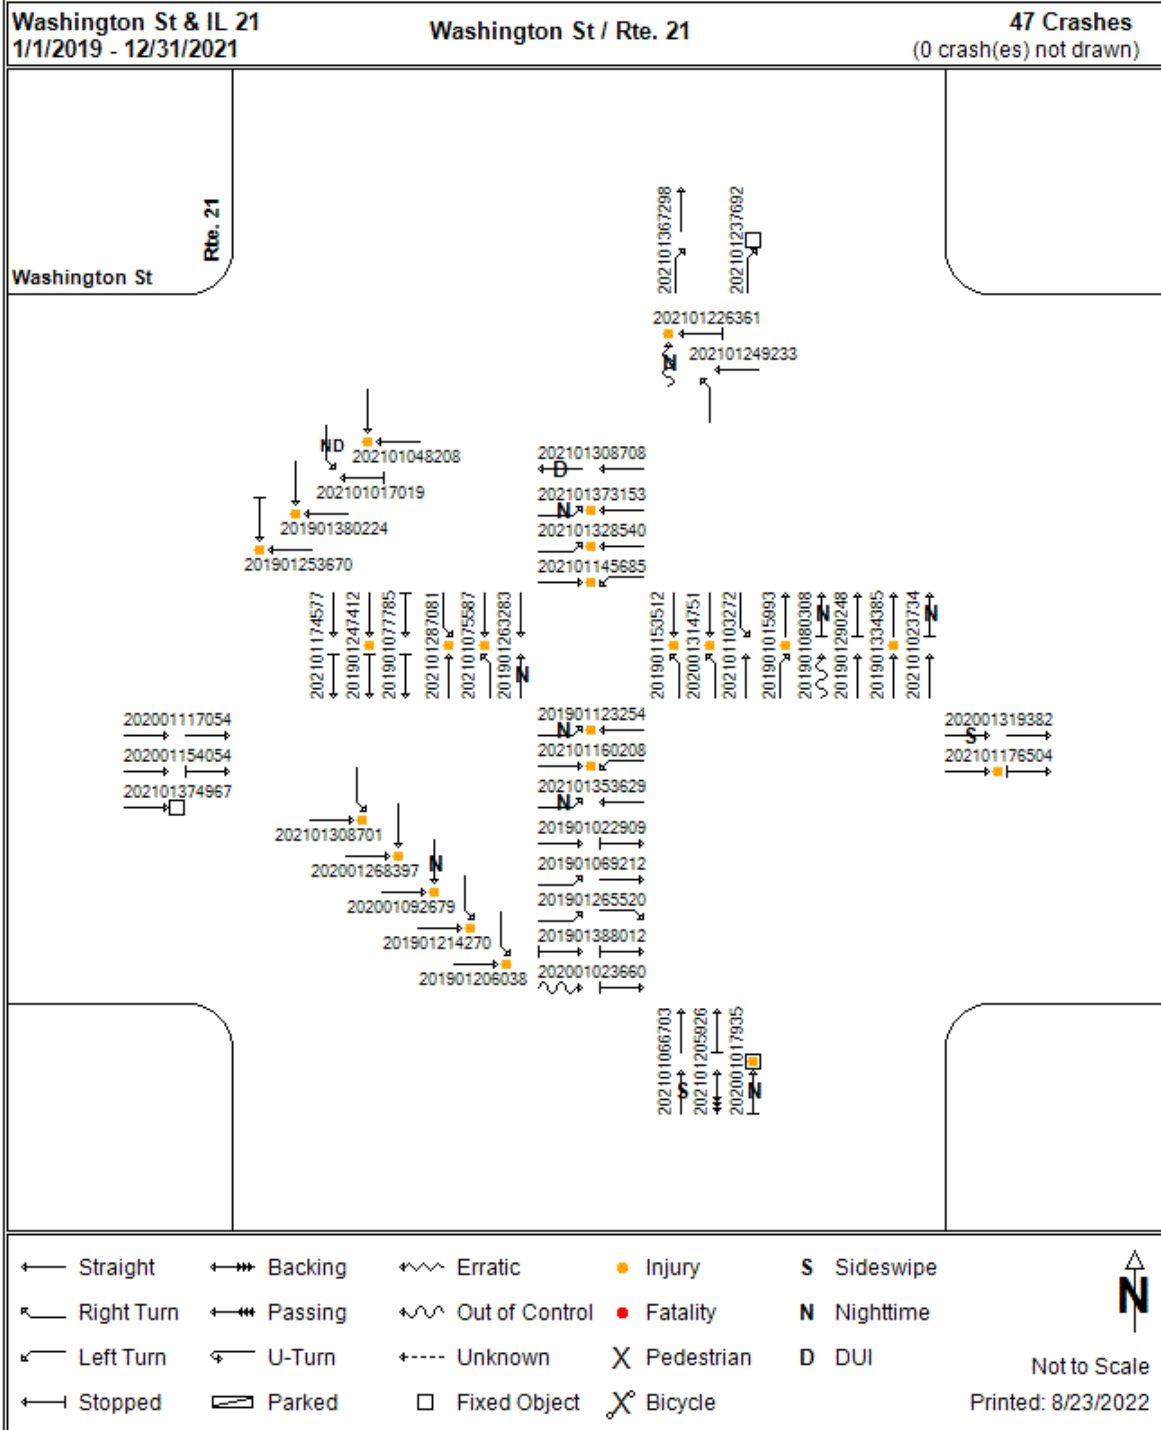 Washington St & IL 21
1/1/2019 - 12/31/2021
Washington St / Rte. 21
47 Crashes
(0 crash(es) not drawn)
Rte. 21
Washington St
202101367298
202101237692
202101226361
N
202101249233
ND
202101048208
202101017019
201901380224
201901253670
202101308708
D
202101373153
N
202101328540
202101145685
202101174577
201901247412
201901077785
202101287081
202101075587
201901263283
N
201901153512
202001314751
202101103272
201901015993
201901080308
N
201901290248
201901334385
202101023734
N
202001117054
202001154054
202101374967
201901123254
N
202101160208
202101353629
N
201901022909
201901069212
201901265520
201901388012
202001023660
202001319382
S
202101176504
202101308701
202001268397
N
202001092679
201901214270
201901206038
202101066703
S
202101205926
202001017935
N
Straight
Backing
Erratic
Injury
S Sideswipe
Right Turn
Passing
Out of Control
Fatality
N Nighttime
Left Turn
U-Turn
Unknown
X Pedestrian
D DUI
Stopped
Parked
Fixed Object
Bicycle
N
Not to Scale
Printed: 8/23/2022